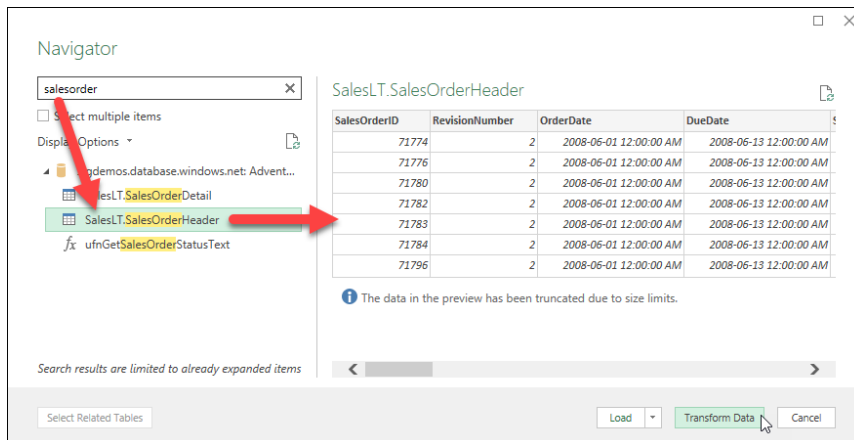 Navigator
salesorder
Select multiple items
Display Options
gdemos.database.windows.net: Advent...
SalesLT.SalesOrderDetail
SalesLT.SalesOrderHeader
ufnGetSalesOrderStatusText
Search results are limited to already expanded items
SalesLT.SalesOrderHeader
SalesOrderID RevisionNumber OrderDate DueDate
71774 2 2008-06-01 12:00:00 AM 2008-06-13 12:00:00 AM
71776 2 2008-06-01 12:00:00 AM 2008-06-13 12:00:00 AM
71780 2 2008-06-01 12:00:00 AM 2008-06-13 12:00:00 AM
71782 2 2008-06-01 12:00:00 AM 2008-06-13 12:00:00 AM
71783 2 2008-06-01 12:00:00 AM 2008-06-13 12:00:00 AM
71784 2 2008-06-01 12:00:00 AM 2008-06-13 12:00:00 AM
71796 2 2008-06-01 12:00:00 AM 2008-06-13 12:00:00 AM
The data in the preview has been truncated due to size limits.
Select Related Tables
Load
Transform Data
Cancel